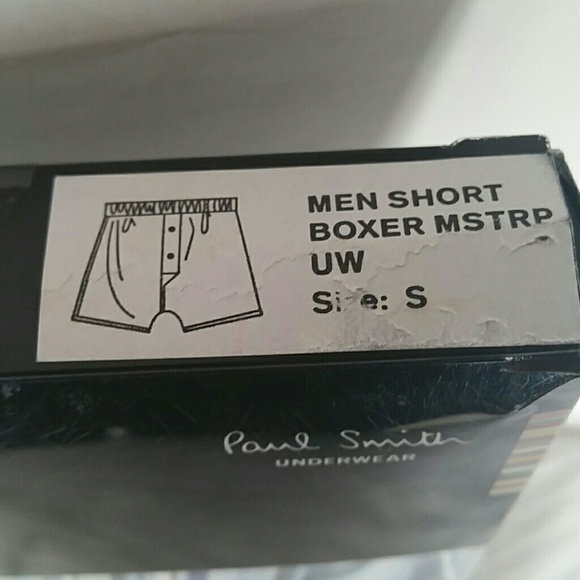 MEN SHORT
BOXER MSTRP
UW
Size: S
Paul Smith
UNDERWEAR